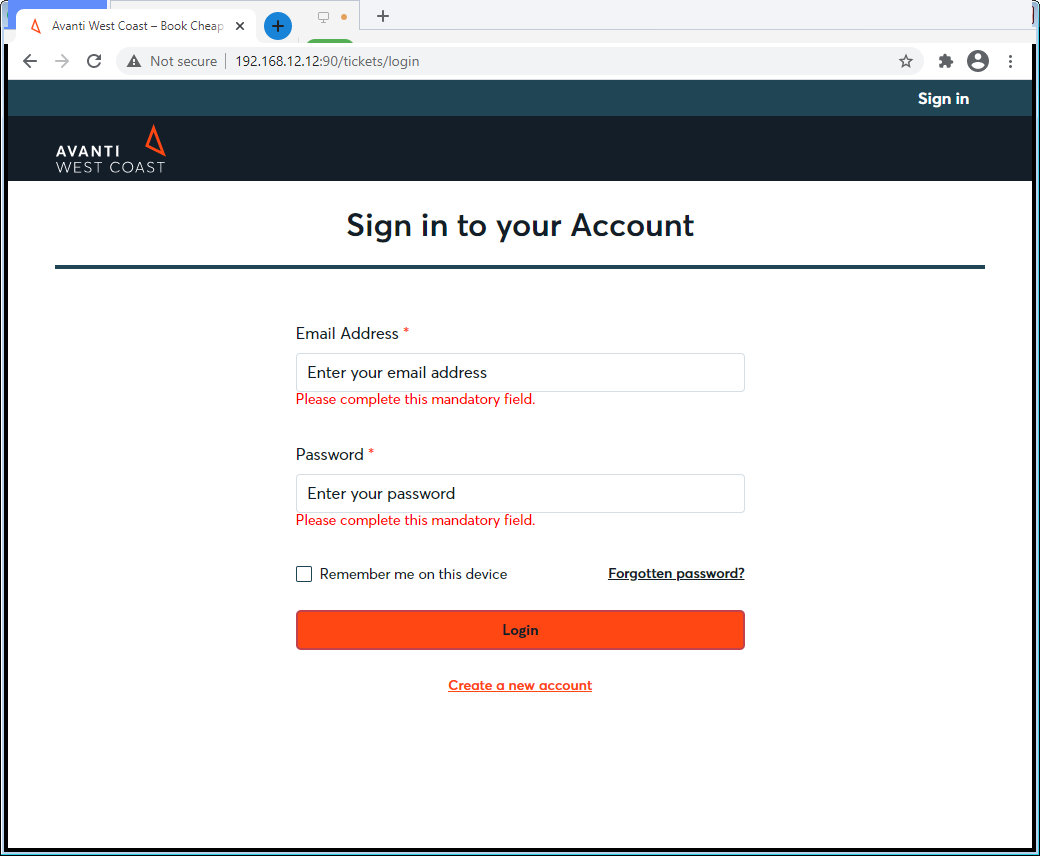 Avanti West Coast – Book Cheap
Not secure 192.168.12.12:90/tickets/login
Sign in
AVANTI
WEST COAST
Sign in to your Account
Email Address *
Enter your email address
Please complete this mandatory field.
Password *
Enter your password
Please complete this mandatory field.
Remember me on this device Forgotten password?
Login
Create a new account